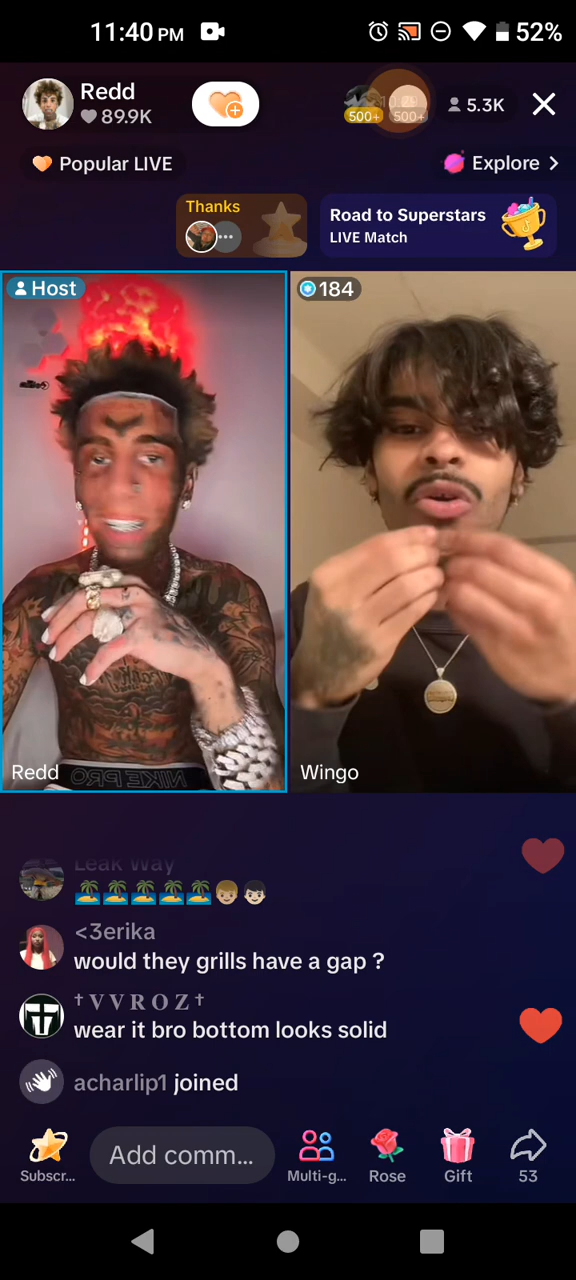 11:40 PM
52%
Redd
89.9K
500+
500+
5.3K
Popular LIVE
Explore
Thanks
Road to Superstars
LIVE Match
Host
184
NIKE PRO
Redd
Wingo
Leak Way
<3erika
would they grills have a gap ?
† V V R O Z †
wear it bro bottom looks solid
acharlip1 joined
Subscr...
Add comm...
Multi-g...
Rose
Gift
53